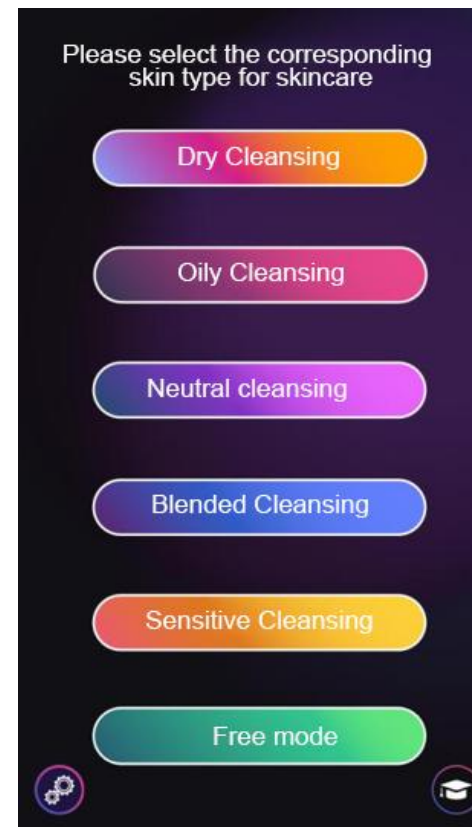 Please select the corresponding
skin type for skincare
Dry Cleansing
Oily Cleansing
Neutral cleansing
Blended Cleansing
Sensitive Cleansing
Free mode